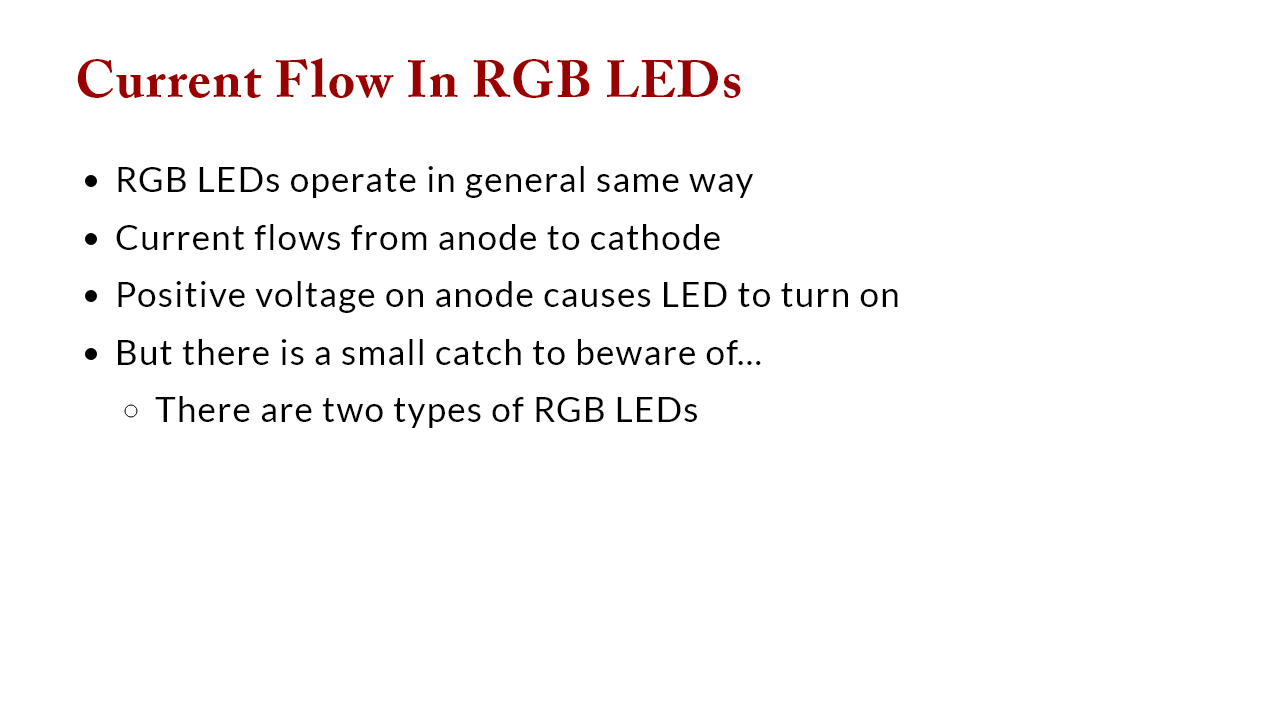 Current Flow In RGB LEDs
• RGB LEDs operate in general same way
• Current flows from anode to cathode
• Positive voltage on anode causes LED to turn on
• But there is a small catch to beware of...
○ There are two types of RGB LEDs